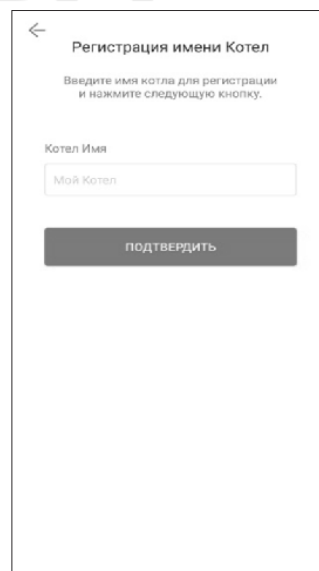 Регистрация имени Котел
Введите имя котла для регистрации
и нажмите следующую кнопку.
Котел Имя
Мой Котел
ПОДТВЕРДИТЬ